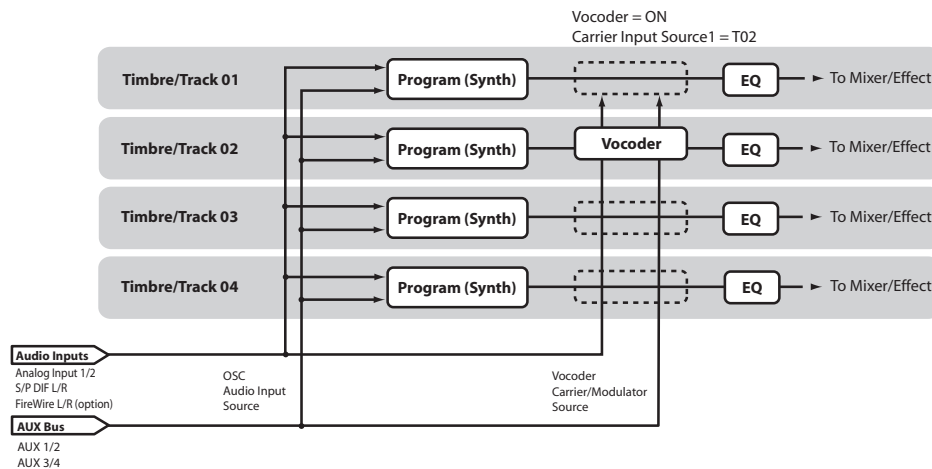 Vocoder = ON
Carrier Input Source1 = T02
Timbre/Track 01
Program (Synth)
EQ
To Mixer/Effect
Timbre/Track 02
Program (Synth)
Vocoder
EQ
To Mixer/Effect
Timbre/Track 03
Program (Synth)
EQ
To Mixer/Effect
Timbre/Track 04
Program (Synth)
EQ
To Mixer/Effect
Audio Inputs
Analog Input 1/2
S/P DIF L/R
FireWire L/R (option)
OSC
Audio Input
Source
Vocoder
Carrier/Modulator
Source
AUX Bus
AUX 1/2
AUX 3/4